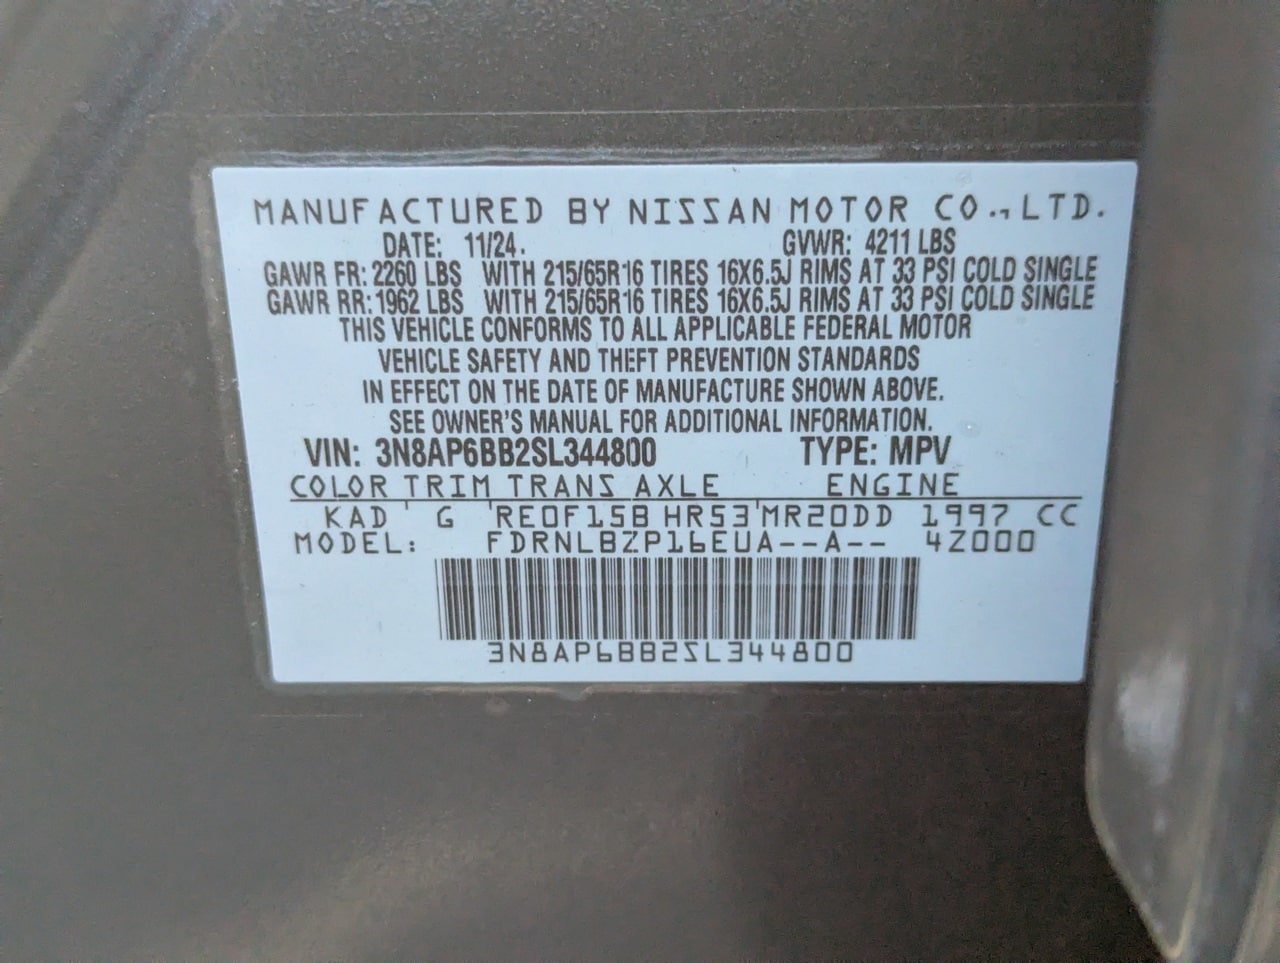 MANUFACTURED BY NISSAN MOTOR CO.,LTD.
DATE: 11/24. GVWR: 4211 LBS
GAWR FR: 2260 LBS WITH 215/65R16 TIRES 16X6.5J RIMS AT 33 PSI COLD SINGLE
GAWR RR: 1962 LBS WITH 215/65R16 TIRES 16X6.5J RIMS AT 33 PSI COLD SINGLE
THIS VEHICLE CONFORMS TO ALL APPLICABLE FEDERAL MOTOR
VEHICLE SAFETY AND THEFT PREVENTION STANDARDS
IN EFFECT ON THE DATE OF MANUFACTURE SHOWN ABOVE.
SEE OWNER'S MANUAL FOR ADDITIONAL INFORMATION.
VIN: 3N8AP6BB2SL344800 TYPE: MPV
COLOR TRIM TRANS AXLE ENGINE
KAD ' G ' RE0F15B HR53'MR20DD 1997 CC
MODEL: FDRNLBZP16EUA--A-- 4Z000
3N8AP6BB2SL344800